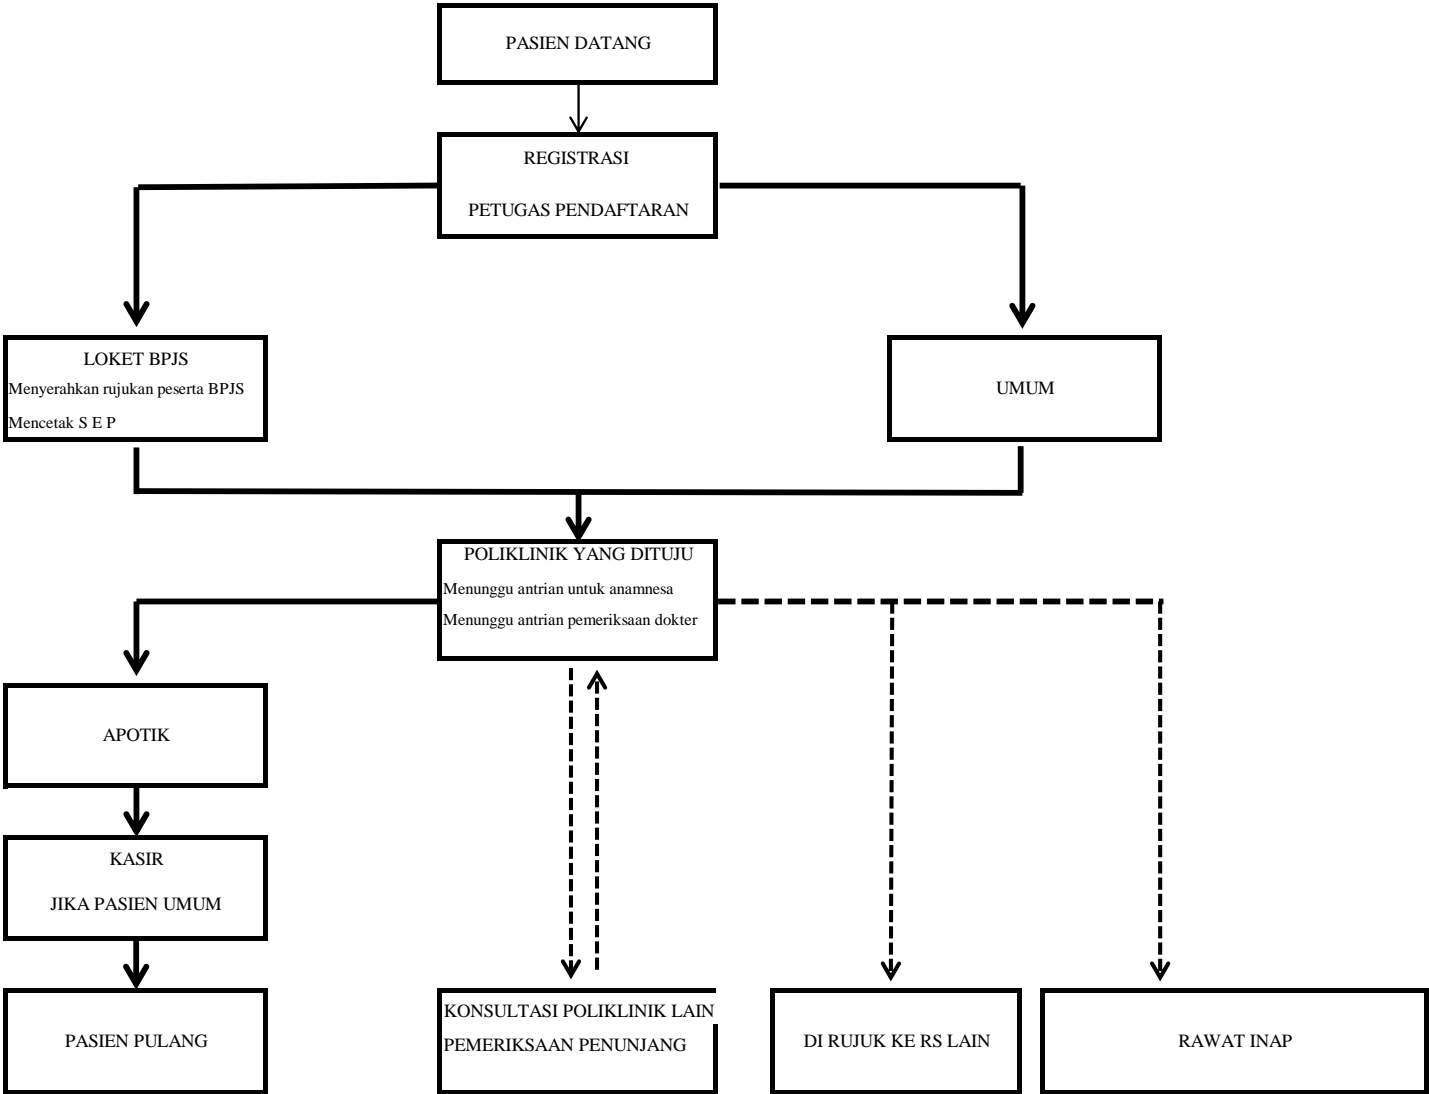 PASIEN DATANG
REGISTRASI
PETUGAS PENDAFTARAN
LOKET BPJS
Menyerahkan rujukan peserta BPJS
Mencetak S E P
UMUM
POLIKLINIK YANG DITUJU
Menunggu antrian untuk anamnesa
Menunggu antrian pemeriksaan dokter
APOTIK
KASIR
JIKA PASIEN UMUM
PASIEN PULANG
KONSULTASI POLIKLINIK LAIN
PEMERIKSAAN PENUNJANG
DI RUJUK KE RS LAIN
RAWAT INAP